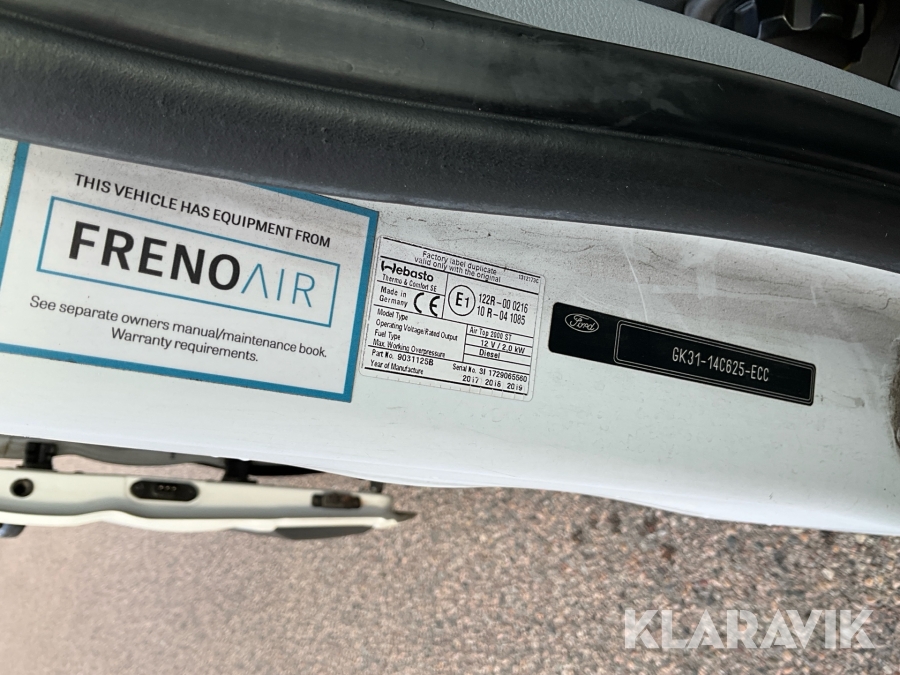 THIS VEHICLE HAS EQUIPMENT FROM
FRENOAIR
See separate owners manual/maintenance book.
Warranty requirements.
Factory label duplicate
valid only with the original
Webasto
Thermo & Comfort SE
Made in
Germany
CE
E1
122R-00 0216
10 R-04 1085
Model Type
Air Top 2000 ST
Operating Voltage/Rated Output
12 V / 2.0 kW
Fuel Type
Diesel
Max. Working Overpressure
Part No. 9031125B
Serial No.
Year of Manufacture
2017 2018 2019
Ford
GK31-14C625-ECC
KLARAVIK